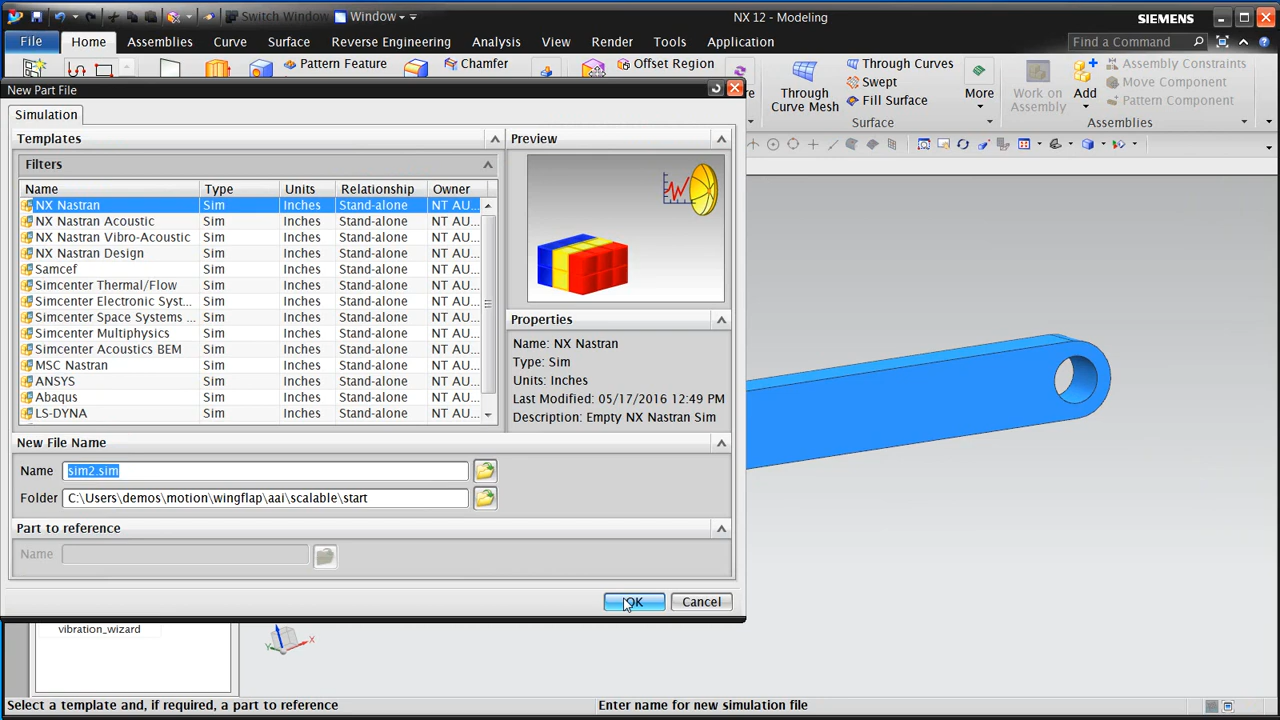 Switch Window Window NX 12 - Modeling SIEMENS
File Home Assemblies Curve Surface Reverse Engineering Analysis View Render Tools Application Find a Command
Pattern Feature Chamfer Offset Region
Through Curve Mesh
Through Curves
Swept
Fill Surface
More
Surface
Work on Assembly
Add
Assembly Constraints
Move Component
Pattern Component
Assemblies
New Part File
Simulation
Templates
Filters
Name Type Units Relationship Owner
NX Nastran Sim Inches Stand-alone NT AU...
NX Nastran Acoustic Sim Inches Stand-alone NT AU...
NX Nastran Vibro-Acoustic Sim Inches Stand-alone NT AU...
NX Nastran Design Sim Inches Stand-alone NT AU...
Samcef Sim Inches Stand-alone NT AU...
Simcenter Thermal/Flow Sim Inches Stand-alone NT AU...
Simcenter Electronic Syst... Sim Inches Stand-alone NT AU...
Simcenter Space Systems ... Sim Inches Stand-alone NT AU...
Simcenter Multiphysics Sim Inches Stand-alone NT AU...
Simcenter Acoustics BEM Sim Inches Stand-alone NT AU...
MSC Nastran Sim Inches Stand-alone NT AU...
ANSYS Sim Inches Stand-alone NT AU...
Abaqus Sim Inches Stand-alone NT AU...
LS-DYNA Sim Inches Stand-alone NT AU...
Preview
Properties
Name: NX Nastran
Type: Sim
Units: Inches
Last Modified: 05/17/2016 12:49 PM
Description: Empty NX Nastran Sim
New File Name
Name sim2.sim
Folder C:\Users\demos\motion\wingflap\aai\scalable\start
Part to reference
Name
OK Cancel
vibration_wizard
Y X
Select a template and, if required, a part to reference Enter name for new simulation file